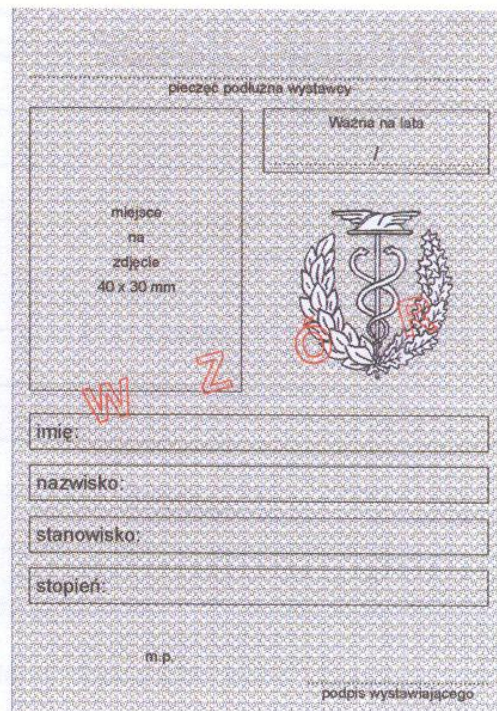 pieczęć podłużna wystawcy
Ważna na lata
/
miejsce
na
zdjęcie
40 x 30 mm
W Z Ó R
imię:
nazwisko:
stanowisko:
stopień:
m.p.
podpis wystawiającego